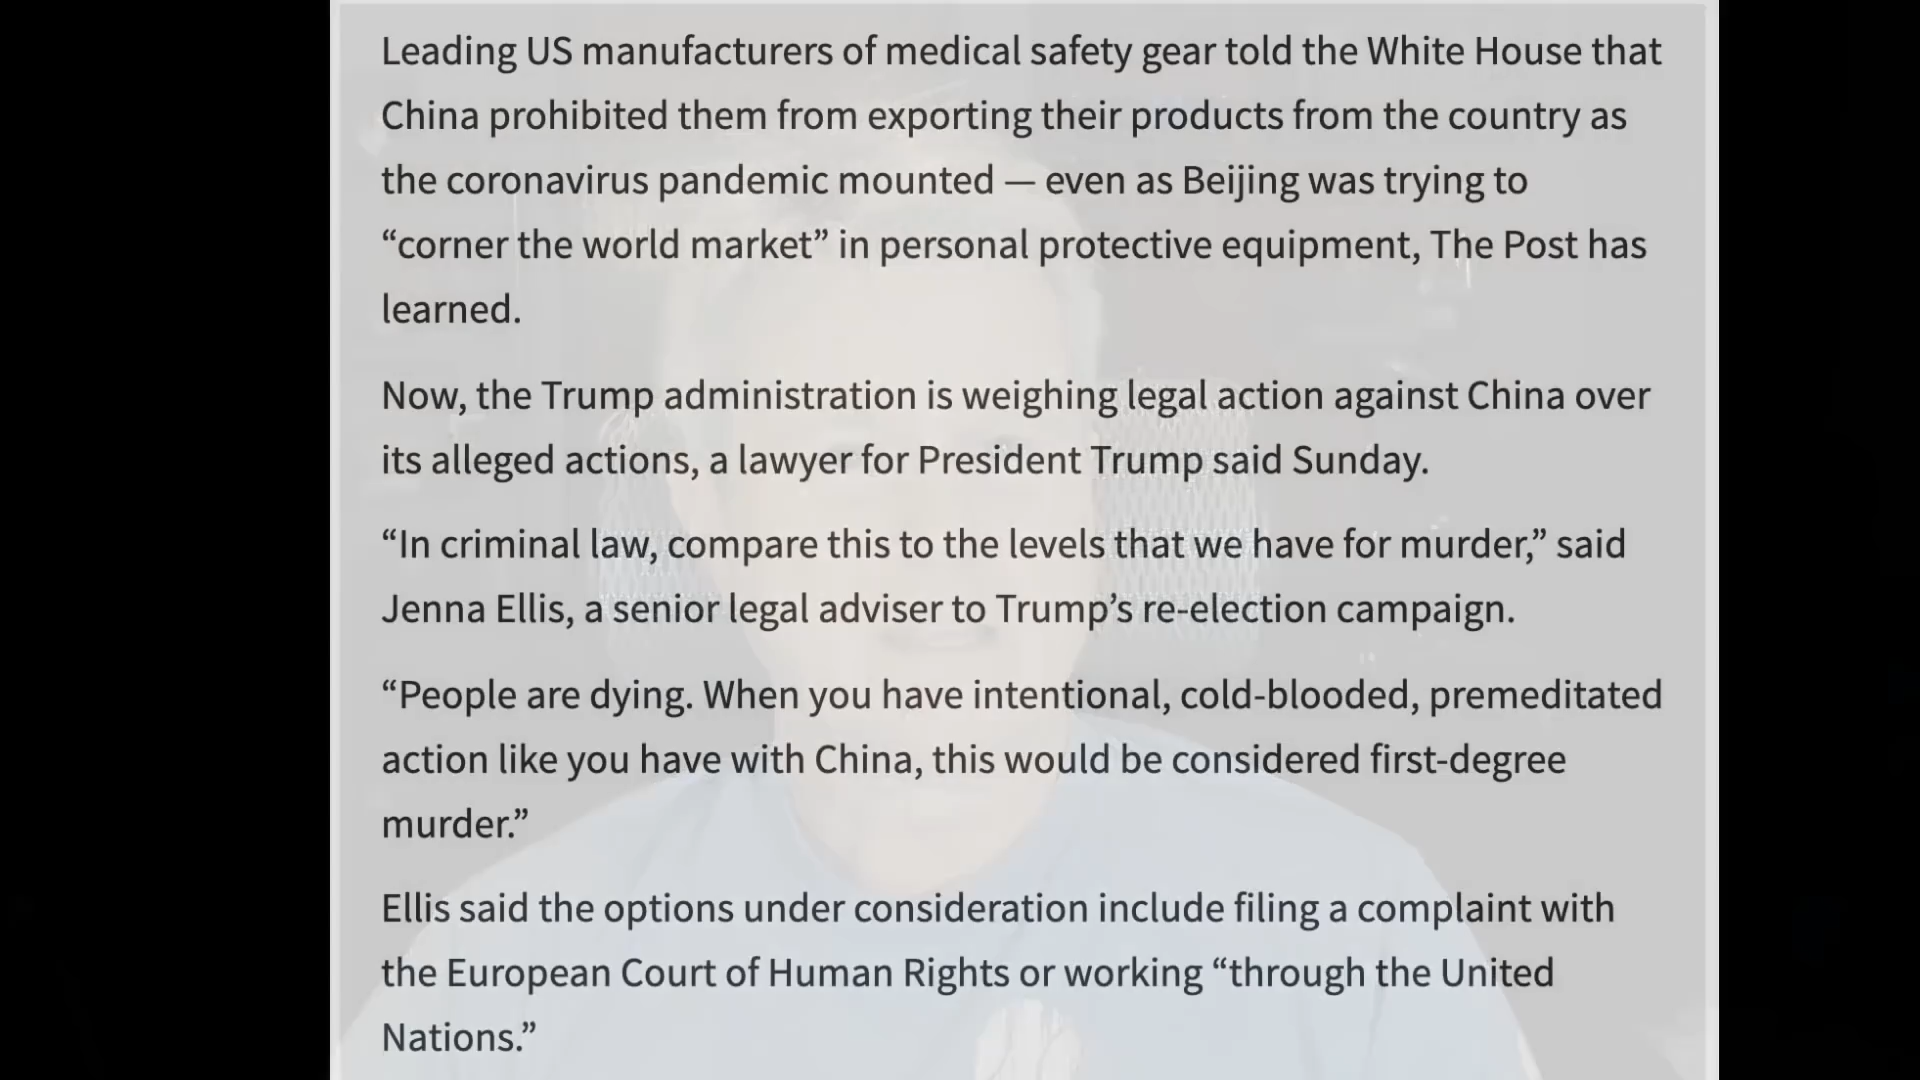 Leading US manufacturers of medical safety gear told the White House that
China prohibited them from exporting their products from the country as
the coronavirus pandemic mounted — even as Beijing was trying to
“corner the world market” in personal protective equipment, The Post has
learned.
Now, the Trump administration is weighing legal action against China over
its alleged actions, a lawyer for President Trump said Sunday.
“In criminal law, compare this to the levels that we have for murder,” said
Jenna Ellis, a senior legal adviser to Trump’s re-election campaign.
“People are dying. When you have intentional, cold-blooded, premeditated
action like you have with China, this would be considered first-degree
murder.”
Ellis said the options under consideration include filing a complaint with
the European Court of Human Rights or working “through the United
Nations.”